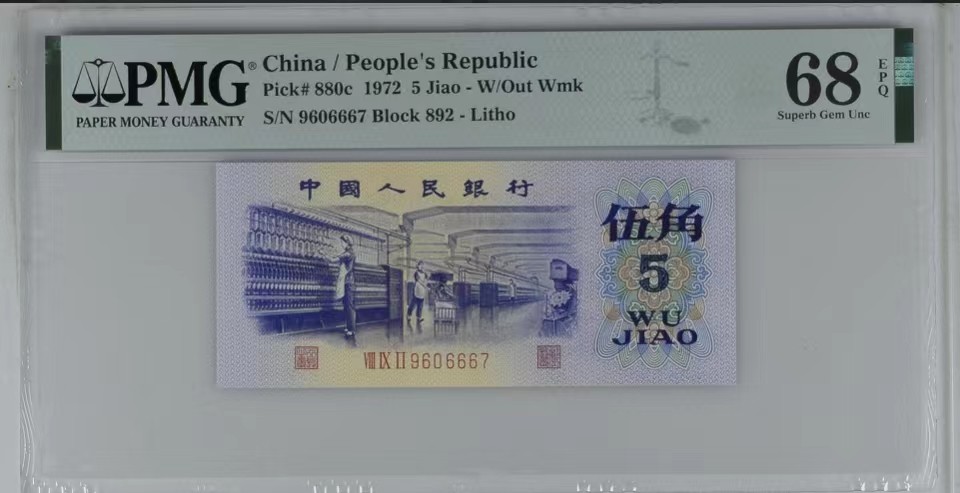 PMG®
PAPER MONEY GUARANTY
China / People's Republic
Pick# 880c 1972 5 Jiao - W/Out Wmk
S/N 9606667 Block 892 - Litho
68
EPQ
Superb Gem Unc
中國人民銀行
伍角
5
WU
JIAO
VIII IX II 9606667